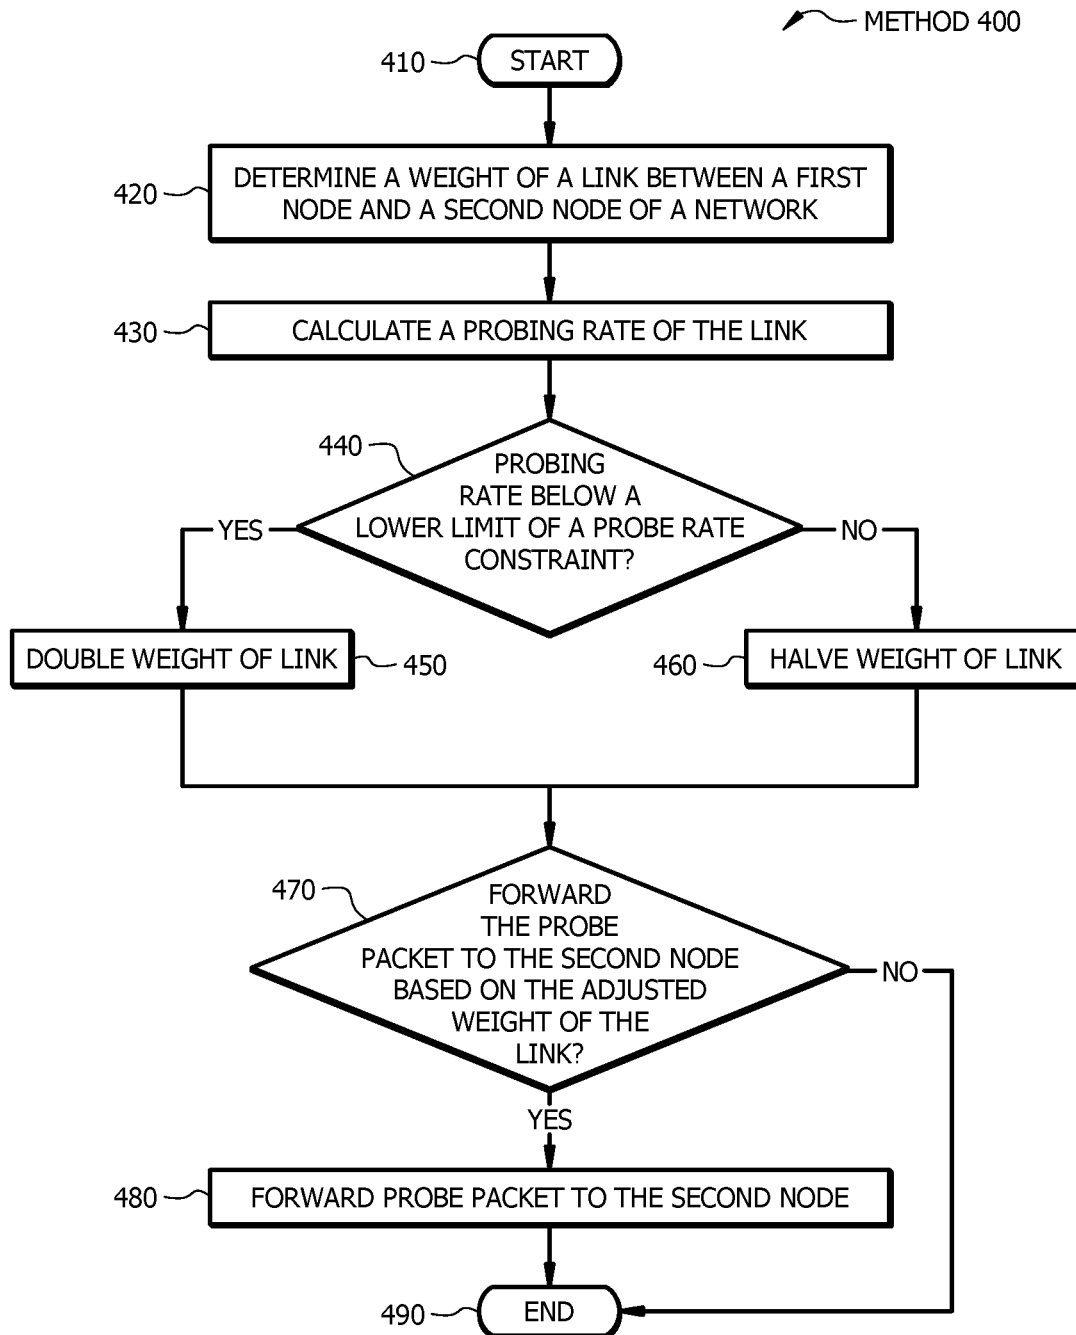 METHOD 400
410
START
420
DETERMINE A WEIGHT OF A LINK BETWEEN A FIRST
NODE AND A SECOND NODE OF A NETWORK
430
CALCULATE A PROBING RATE OF THE LINK
440
PROBING
RATE BELOW A
LOWER LIMIT OF A PROBE RATE
CONSTRAINT?
YES
NO
DOUBLE WEIGHT OF LINK
450
460
HALVE WEIGHT OF LINK
470
FORWARD
THE PROBE
PACKET TO THE SECOND NODE
BASED ON THE ADJUSTED
WEIGHT OF THE
LINK?
NO
YES
480
FORWARD PROBE PACKET TO THE SECOND NODE
490
END